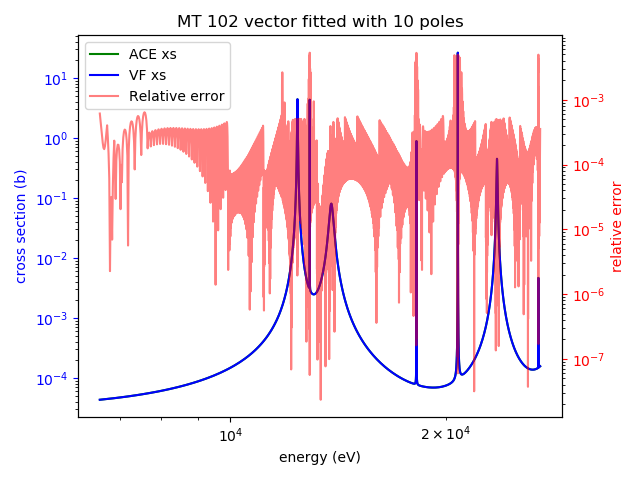 MT 102 vector fitted with 10 poles
ACE xs
VF xs
Relative error
10¹
10⁰
10⁻¹
10⁻²
10⁻³
10⁻⁴
cross section (b)
10⁻³
10⁻⁴
10⁻⁵
10⁻⁶
10⁻⁷
relative error
10⁴
2 × 10⁴
energy (eV)